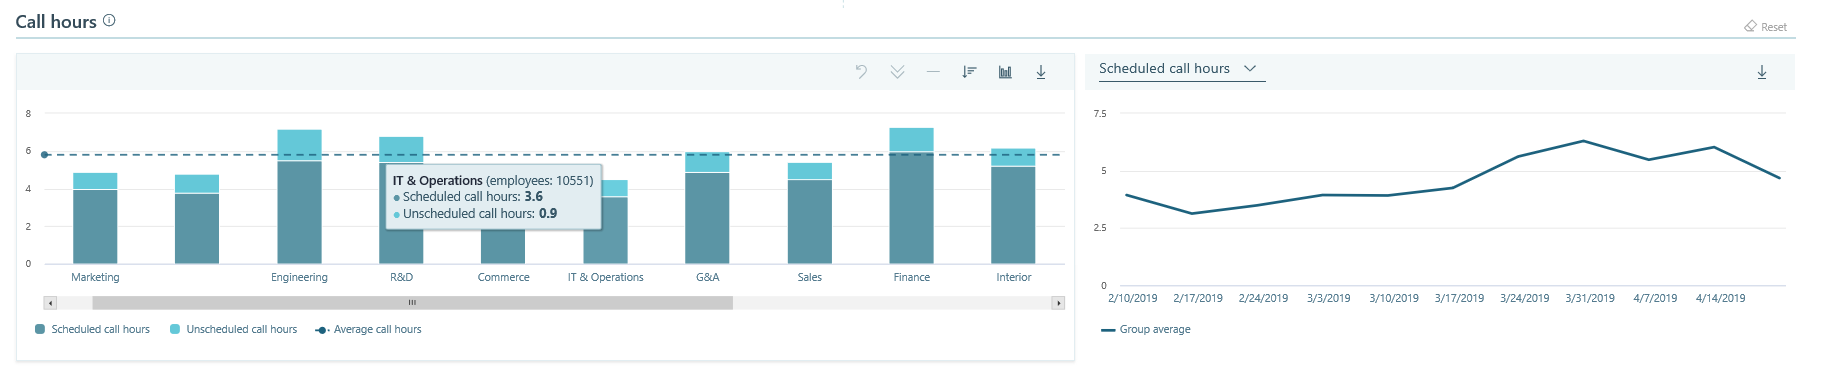 Call hours
Reset
8
6
4
2
0
IT & Operations (employees: 10551)
Scheduled call hours: 3.6
Unscheduled call hours: 0.9
Marketing Engineering R&D Commerce IT & Operations G&A Sales Finance Interior
Scheduled call hours Unscheduled call hours Average call hours
Scheduled call hours
7.5
5
2.5
0
2/10/2019 2/17/2019 2/24/2019 3/3/2019 3/10/2019 3/17/2019 3/24/2019 3/31/2019 4/7/2019 4/14/2019
Group average